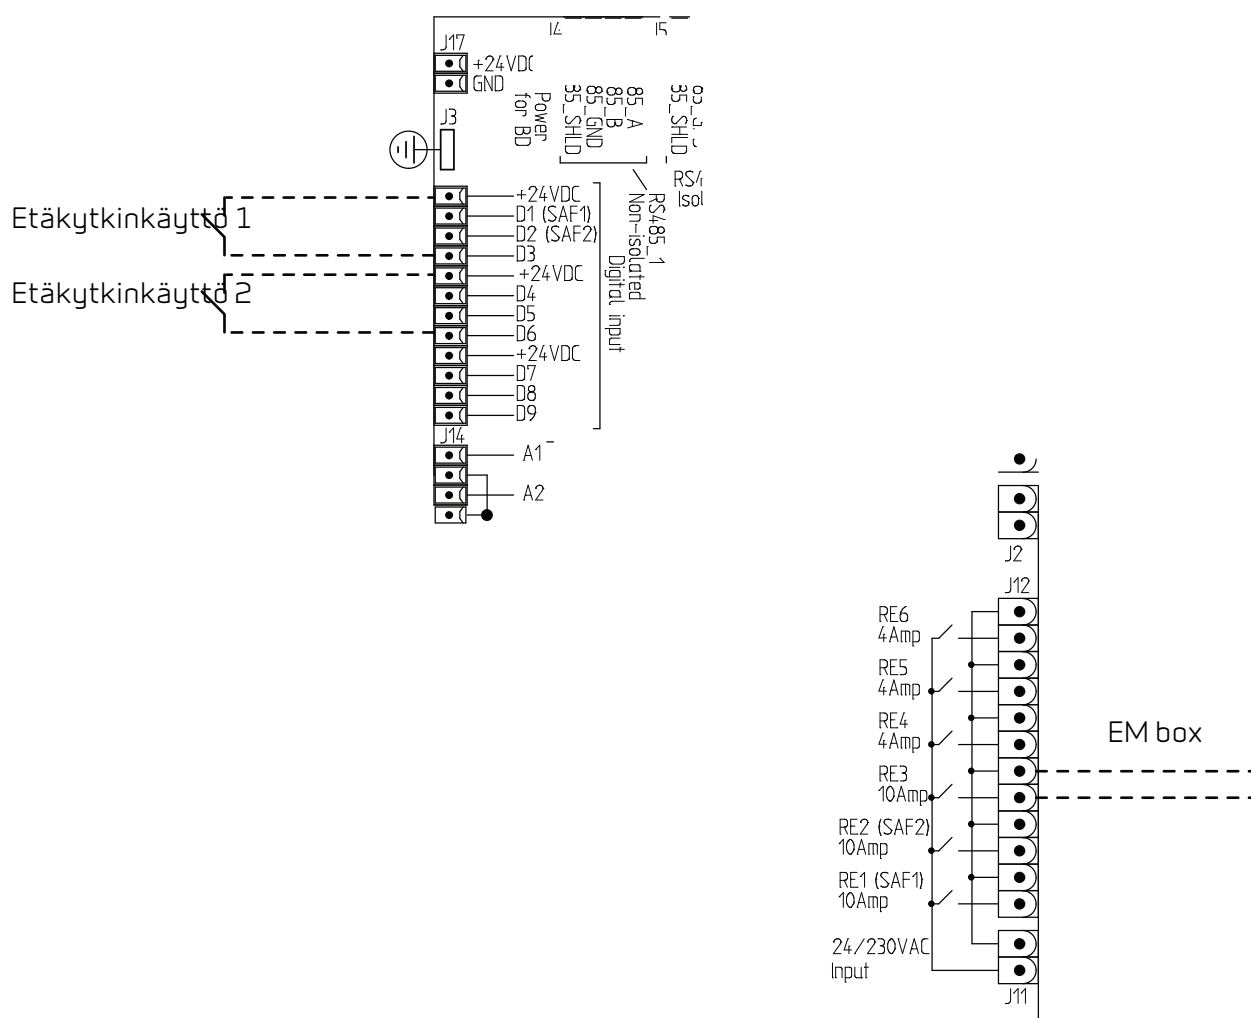 J4
J5
J17
+24VDC
GND
J3
Power
for BD
85_GND
85_B
85_A
RS485_1
Non-isolated
Digital input
Etäkytkinkäyttö 1
Etäkytkinkäyttö 2
+24VDC
D1 (SAF1)
D2 (SAF2)
D3
+24VDC
D4
D5
D6
+24VDC
D7
D8
D9
J14
A1
A2
J2
J12
RE6
4Amp
RE5
4Amp
RE4
4Amp
RE3
10Amp
RE2 (SAF2)
10Amp
RE1 (SAF1)
10Amp
24/230VAC
Input
J11
EM box